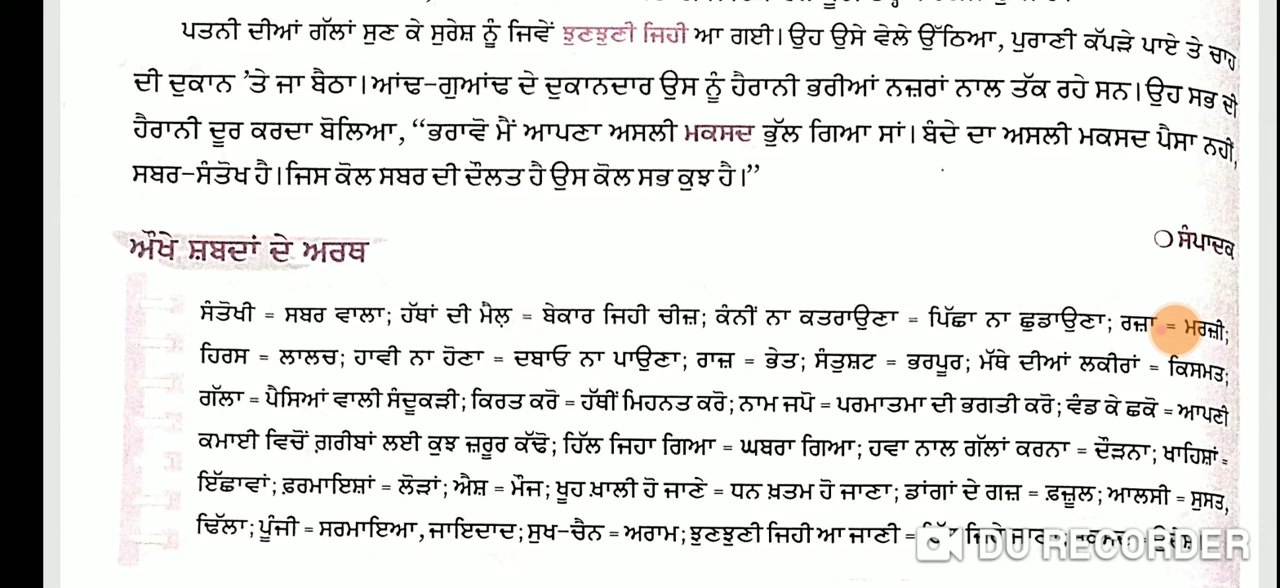 ਪਤਨੀ ਦੀਆਂ ਗੱਲਾਂ ਸੁਣ ਕੇ ਸੁਰੇਸ਼ ਨੂੰ ਜਿਵੇਂ ਝੁਣਝੁਣੀ ਜਿਹੀ ਆ ਗਈ। ਉਹ ਉਸੇ ਵੇਲੇ ਉੱਠਿਆ, ਪੁਰਾਣੀ ਕੱਪੜੇ ਪਾਏ ਤੇ ਚਾਹ
ਦੀ ਦੁਕਾਨ 'ਤੇ ਜਾ ਬੈਠਾ। ਆਂਢ-ਗੁਆਂਢ ਦੇ ਦੁਕਾਨਦਾਰ ਉਸ ਨੂੰ ਹੈਰਾਨੀ ਭਰੀਆਂ ਨਜ਼ਰਾਂ ਨਾਲ ਤੱਕ ਰਹੇ ਸਨ। ਉਹ ਸਭ ਦੀ
ਹੈਰਾਨੀ ਦੂਰ ਕਰਦਾ ਬੋਲਿਆ, “ਭਰਾਵੋ ਮੈਂ ਆਪਣਾ ਅਸਲੀ ਮਕਸਦ ਭੁੱਲ ਗਿਆ ਸਾਂ। ਬੰਦੇ ਦਾ ਅਸਲੀ ਮਕਸਦ ਪੈਸਾ ਨਹੀਂ,
ਸਬਰ-ਸੰਤੋਖ ਹੈ। ਜਿਸ ਕੋਲ ਸਬਰ ਦੀ ਦੌਲਤ ਹੈ ਉਸ ਕੋਲ ਸਭ ਕੁਝ ਹੈ।”
❍ ਸੰਪਾਦਕ
ਔਖੇ ਸ਼ਬਦਾਂ ਦੇ ਅਰਥ
ਸੰਤੋਖੀ = ਸਬਰ ਵਾਲਾ; ਹੱਥਾਂ ਦੀ ਮੈਲ਼ = ਬੇਕਾਰ ਜਿਹੀ ਚੀਜ਼; ਕੰਨੀਂ ਨਾ ਕਤਰਾਉਣਾ = ਪਿੱਛਾ ਨਾ ਛੁਡਾਉਣਾ; ਰਜ਼ਾ = ਮਰਜ਼ੀ;
ਹਿਰਸ = ਲਾਲਚ; ਹਾਵੀ ਨਾ ਹੋਣਾ = ਦਬਾਓ ਨਾ ਪਾਉਣਾ; ਰਾਜ਼ = ਭੇਤ; ਸੰਤੁਸ਼ਟ = ਭਰਪੂਰ; ਮੱਥੇ ਦੀਆਂ ਲਕੀਰਾਂ = ਕਿਸਮਤ;
ਗੱਲਾ = ਪੈਸਿਆਂ ਵਾਲੀ ਸੰਦੂਕੜੀ; ਕਿਰਤ ਕਰੋ = ਹੱਥੀਂ ਮਿਹਨਤ ਕਰੋ; ਨਾਮ ਜਪੋ = ਪਰਮਾਤਮਾ ਦੀ ਭਗਤੀ ਕਰੋ; ਵੰਡ ਕੇ ਛਕੋ = ਆਪਣੀ
ਕਮਾਈ ਵਿਚੋਂ ਗ਼ਰੀਬਾਂ ਲਈ ਕੁਝ ਜ਼ਰੂਰ ਕੱਢੋ; ਹਿੱਲ ਜਿਹਾ ਗਿਆ = ਘਬਰਾ ਗਿਆ; ਹਵਾ ਨਾਲ ਗੱਲਾਂ ਕਰਨਾ = ਦੌੜਨਾ; ਖਾਹਿਸ਼ਾਂ =
ਇੱਛਾਵਾਂ; ਫ਼ਰਮਾਇਸ਼ਾਂ = ਲੋੜਾਂ; ਐਸ਼ = ਮੌਜ; ਖੂਹ ਖ਼ਾਲੀ ਹੋ ਜਾਣੇ = ਧਨ ਖ਼ਤਮ ਹੋ ਜਾਣਾ; ਡਾਂਗਾਂ ਦੇ ਗਜ਼ = ਫ਼ਜ਼ੂਲ; ਆਲਸੀ = ਸੁਸਤ,
ਢਿੱਲਾ; ਪੂੰਜੀ = ਸਰਮਾਇਆ, ਜਾਇਦਾਦ; ਸੁਖ-ਚੈਨ = ਅਰਾਮ; ਝੁਣਝੁਣੀ ਜਿਹੀ ਆ ਜਾਣੀ =
DU RECORDER